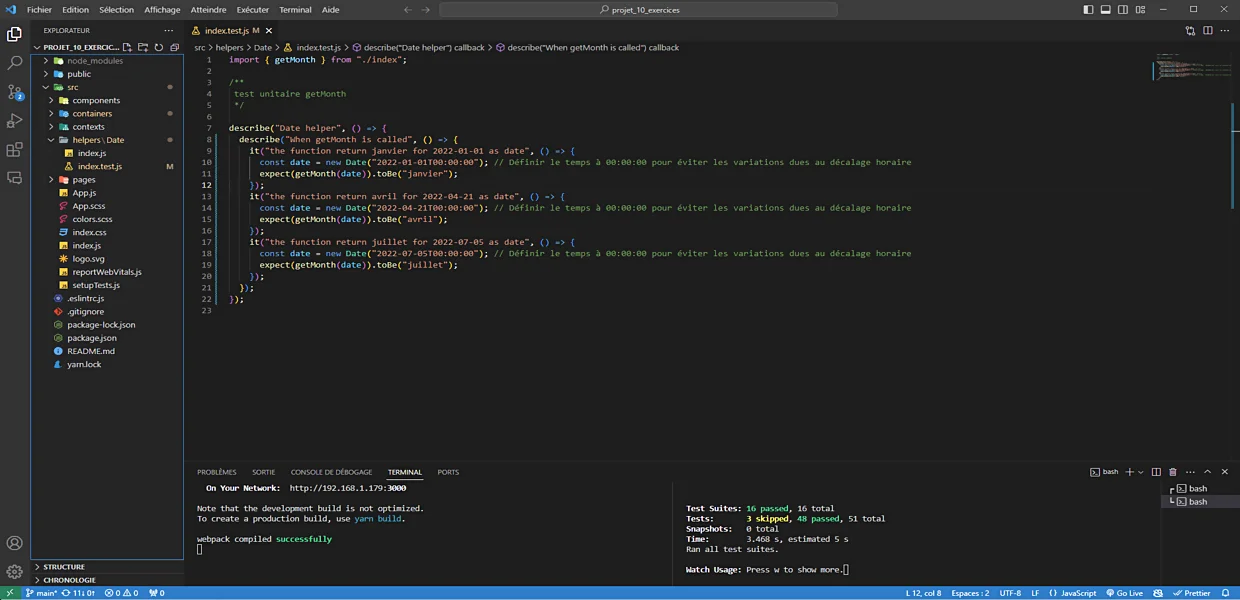 Fichier Edition Sélection Affichage Atteindre Exécuter Terminal Aide
projet_10_exercices
EXPLORATEUR
PROJET_10_EXERCIC...
node_modules
public
src
components
containers
contexts
helpers \ Date
index.js
index.test.js M
pages
App.js
App.scss
colors.scss
index.css
index.js
logo.svg
reportWebVitals.js
setupTests.js
.eslintrc.js
.gitignore
package-lock.json
package.json
README.md
yarn.lock
STRUCTURE
CHRONOLOGIE
index.test.js M
src > helpers > Date > index.test.js > describe("Date helper") callback > describe("When getMonth is called") callback
1 import { getMonth } from "./index";
2
3 /**
4 test unitaire getMonth
5 */
6
7 describe("Date helper", () => {
8 describe("When getMonth is called", () => {
9 it("the function return janvier for 2022-01-01 as date", () => {
10 const date = new Date("2022-01-01T00:00:00"); // Définir le temps à 00:00:00 pour éviter les variations dues au décalage horaire
11 expect(getMonth(date)).toBe("janvier");
12 });
13 it("the function return avril for 2022-04-21 as date", () => {
14 const date = new Date("2022-04-21T00:00:00"); // Définir le temps à 00:00:00 pour éviter les variations dues au décalage horaire
15 expect(getMonth(date)).toBe("avril");
16 });
17 it("the function return juillet for 2022-07-05 as date", () => {
18 const date = new Date("2022-07-05T00:00:00"); // Définir le temps à 00:00:00 pour éviter les variations dues au décalage horaire
19 expect(getMonth(date)).toBe("juillet");
20 });
21 });
22 });
23
PROBLÈMES SORTIE CONSOLE DE DÉBOGAGE TERMINAL PORTS
bash
On Your Network: http://192.168.1.179:3000
Note that the development build is not optimized.
To create a production build, use yarn build.
webpack compiled successfully
Test Suites: 16 passed, 16 total
Tests: 3 skipped, 48 passed, 51 total
Snapshots: 0 total
Time: 3.468 s, estimated 5 s
Ran all test suites.
Watch Usage: Press w to show more.
bash
bash
main* 11↓ 0↑ 0 0 0 L 12, col 8 Espaces : 2 UTF-8 LF JavaScript Go Live Prettier